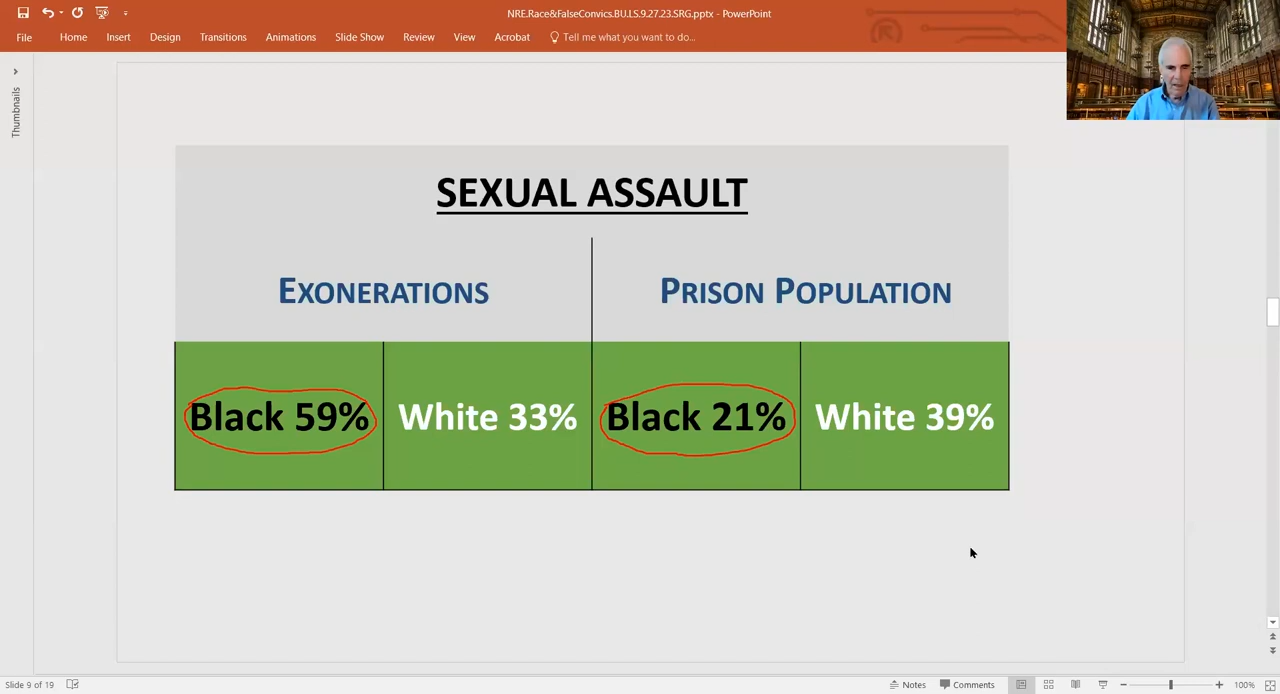 NRE.Race&FalseConvics.BU.LS.9.27.23.SRG.pptx - PowerPoint
File Home Insert Design Transitions Animations Slide Show Review View Acrobat Tell me what you want to do...
Thumbnails
SEXUAL ASSAULT
EXONERATIONS PRISON POPULATION
Black 59% White 33% Black 21% White 39%
Slide 9 of 19 Notes Comments 100%